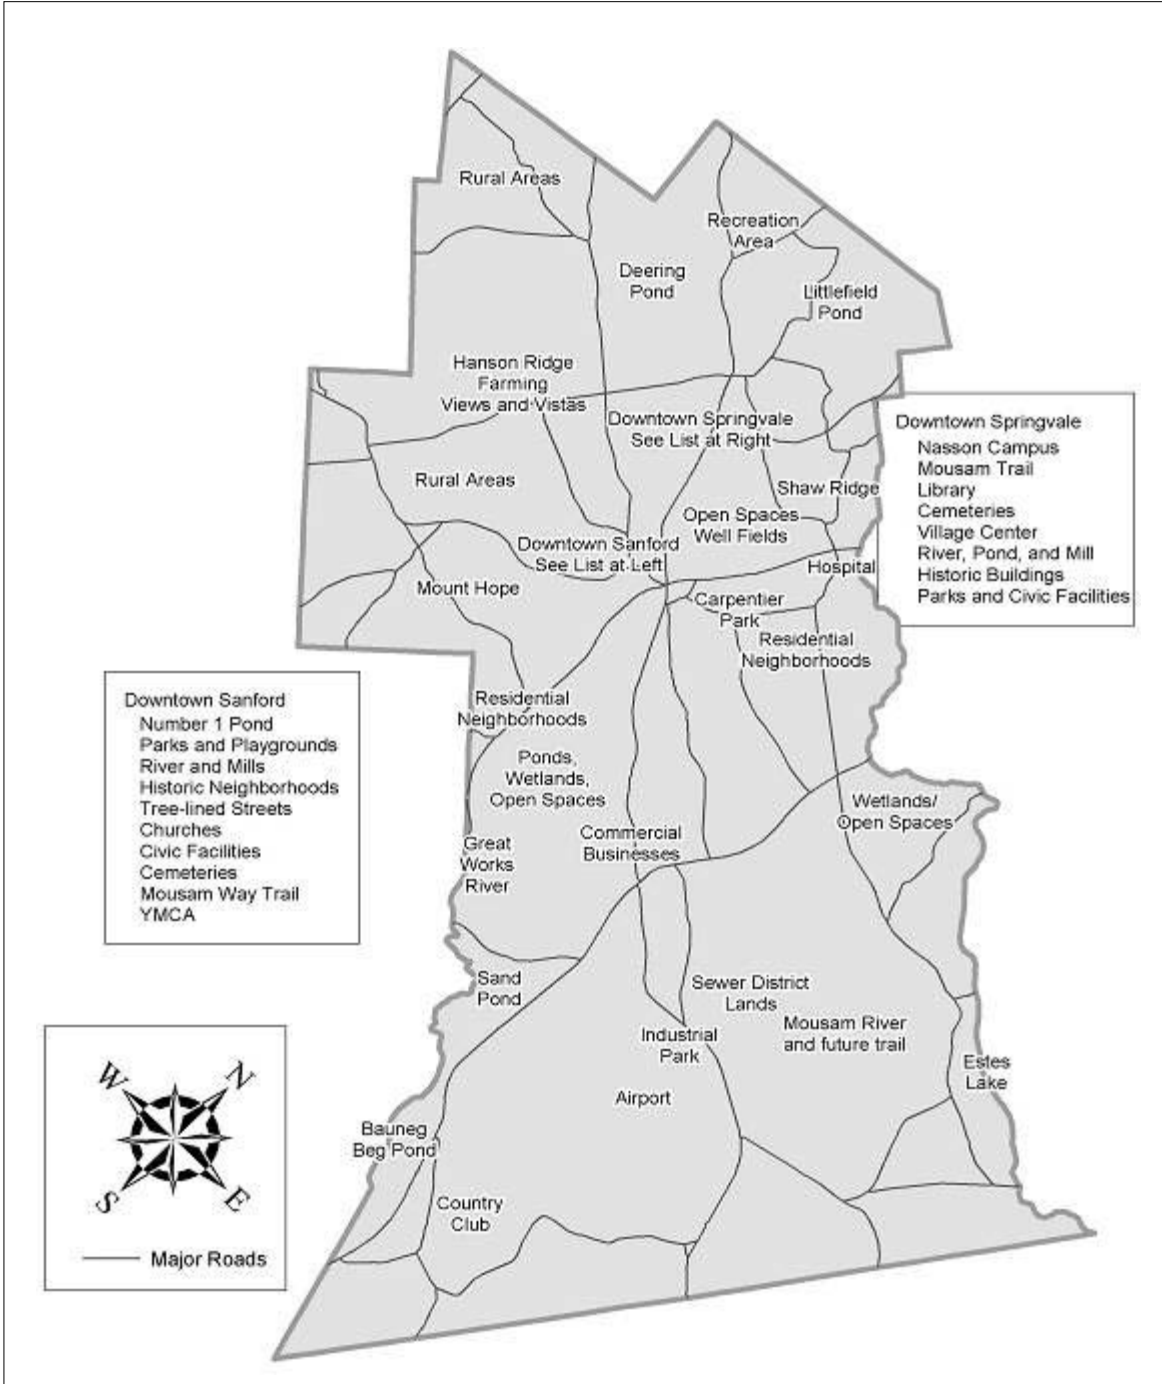 Rural Areas
Recreation
Area
Deering
Pond
Littlefield
Pond
Hanson Ridge
Farming
Views and Vistas
Downtown Springvale
See List at Right
Downtown Springvale
Nasson Campus
Mousam Trail
Library
Cemeteries
Village Center
River, Pond, and Mill
Historic Buildings
Parks and Civic Facilities
Rural Areas
Shaw Ridge
Open Spaces
Well Fields
Downtown Sanford
See List at Left
Hospital
Mount Hope
Carpentier
Park
Residential
Neighborhoods
Downtown Sanford
Number 1 Pond
Parks and Playgrounds
River and Mills
Historic Neighborhoods
Tree-lined Streets
Churches
Civic Facilities
Cemeteries
Mousam Way Trail
YMCA
Residential
Neighborhoods
Ponds,
Wetlands,
Open Spaces
Wetlands/
Open Spaces
Commercial
Businesses
Great
Works
River
Sand
Pond
Sewer District
Lands
Mousam River
and future trail
Industrial
Park
Estes
Lake
Airport
Bauneg
Beg Pond
Country
Club
W
N
S
E
Major Roads